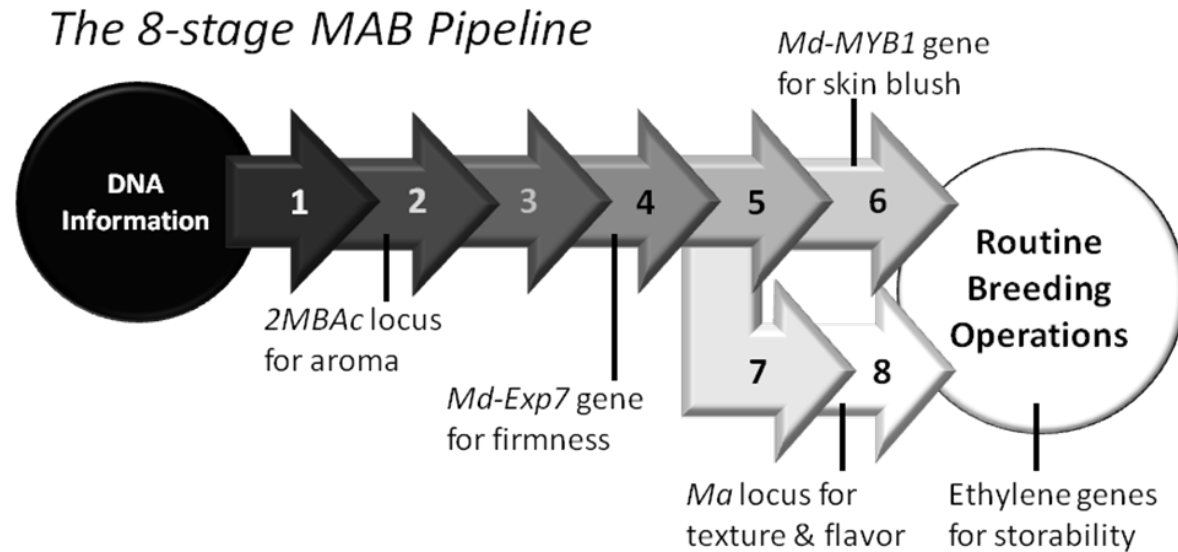 The 8-stage MAB Pipeline
Md-MYB1 gene
for skin blush
DNA
Information
1
2
3
4
5
6
Routine
Breeding
Operations
2MBAc locus
for aroma
7
8
Md-Exp7 gene
for firmness
Ma locus for
texture & flavor
Ethylene genes
for storability